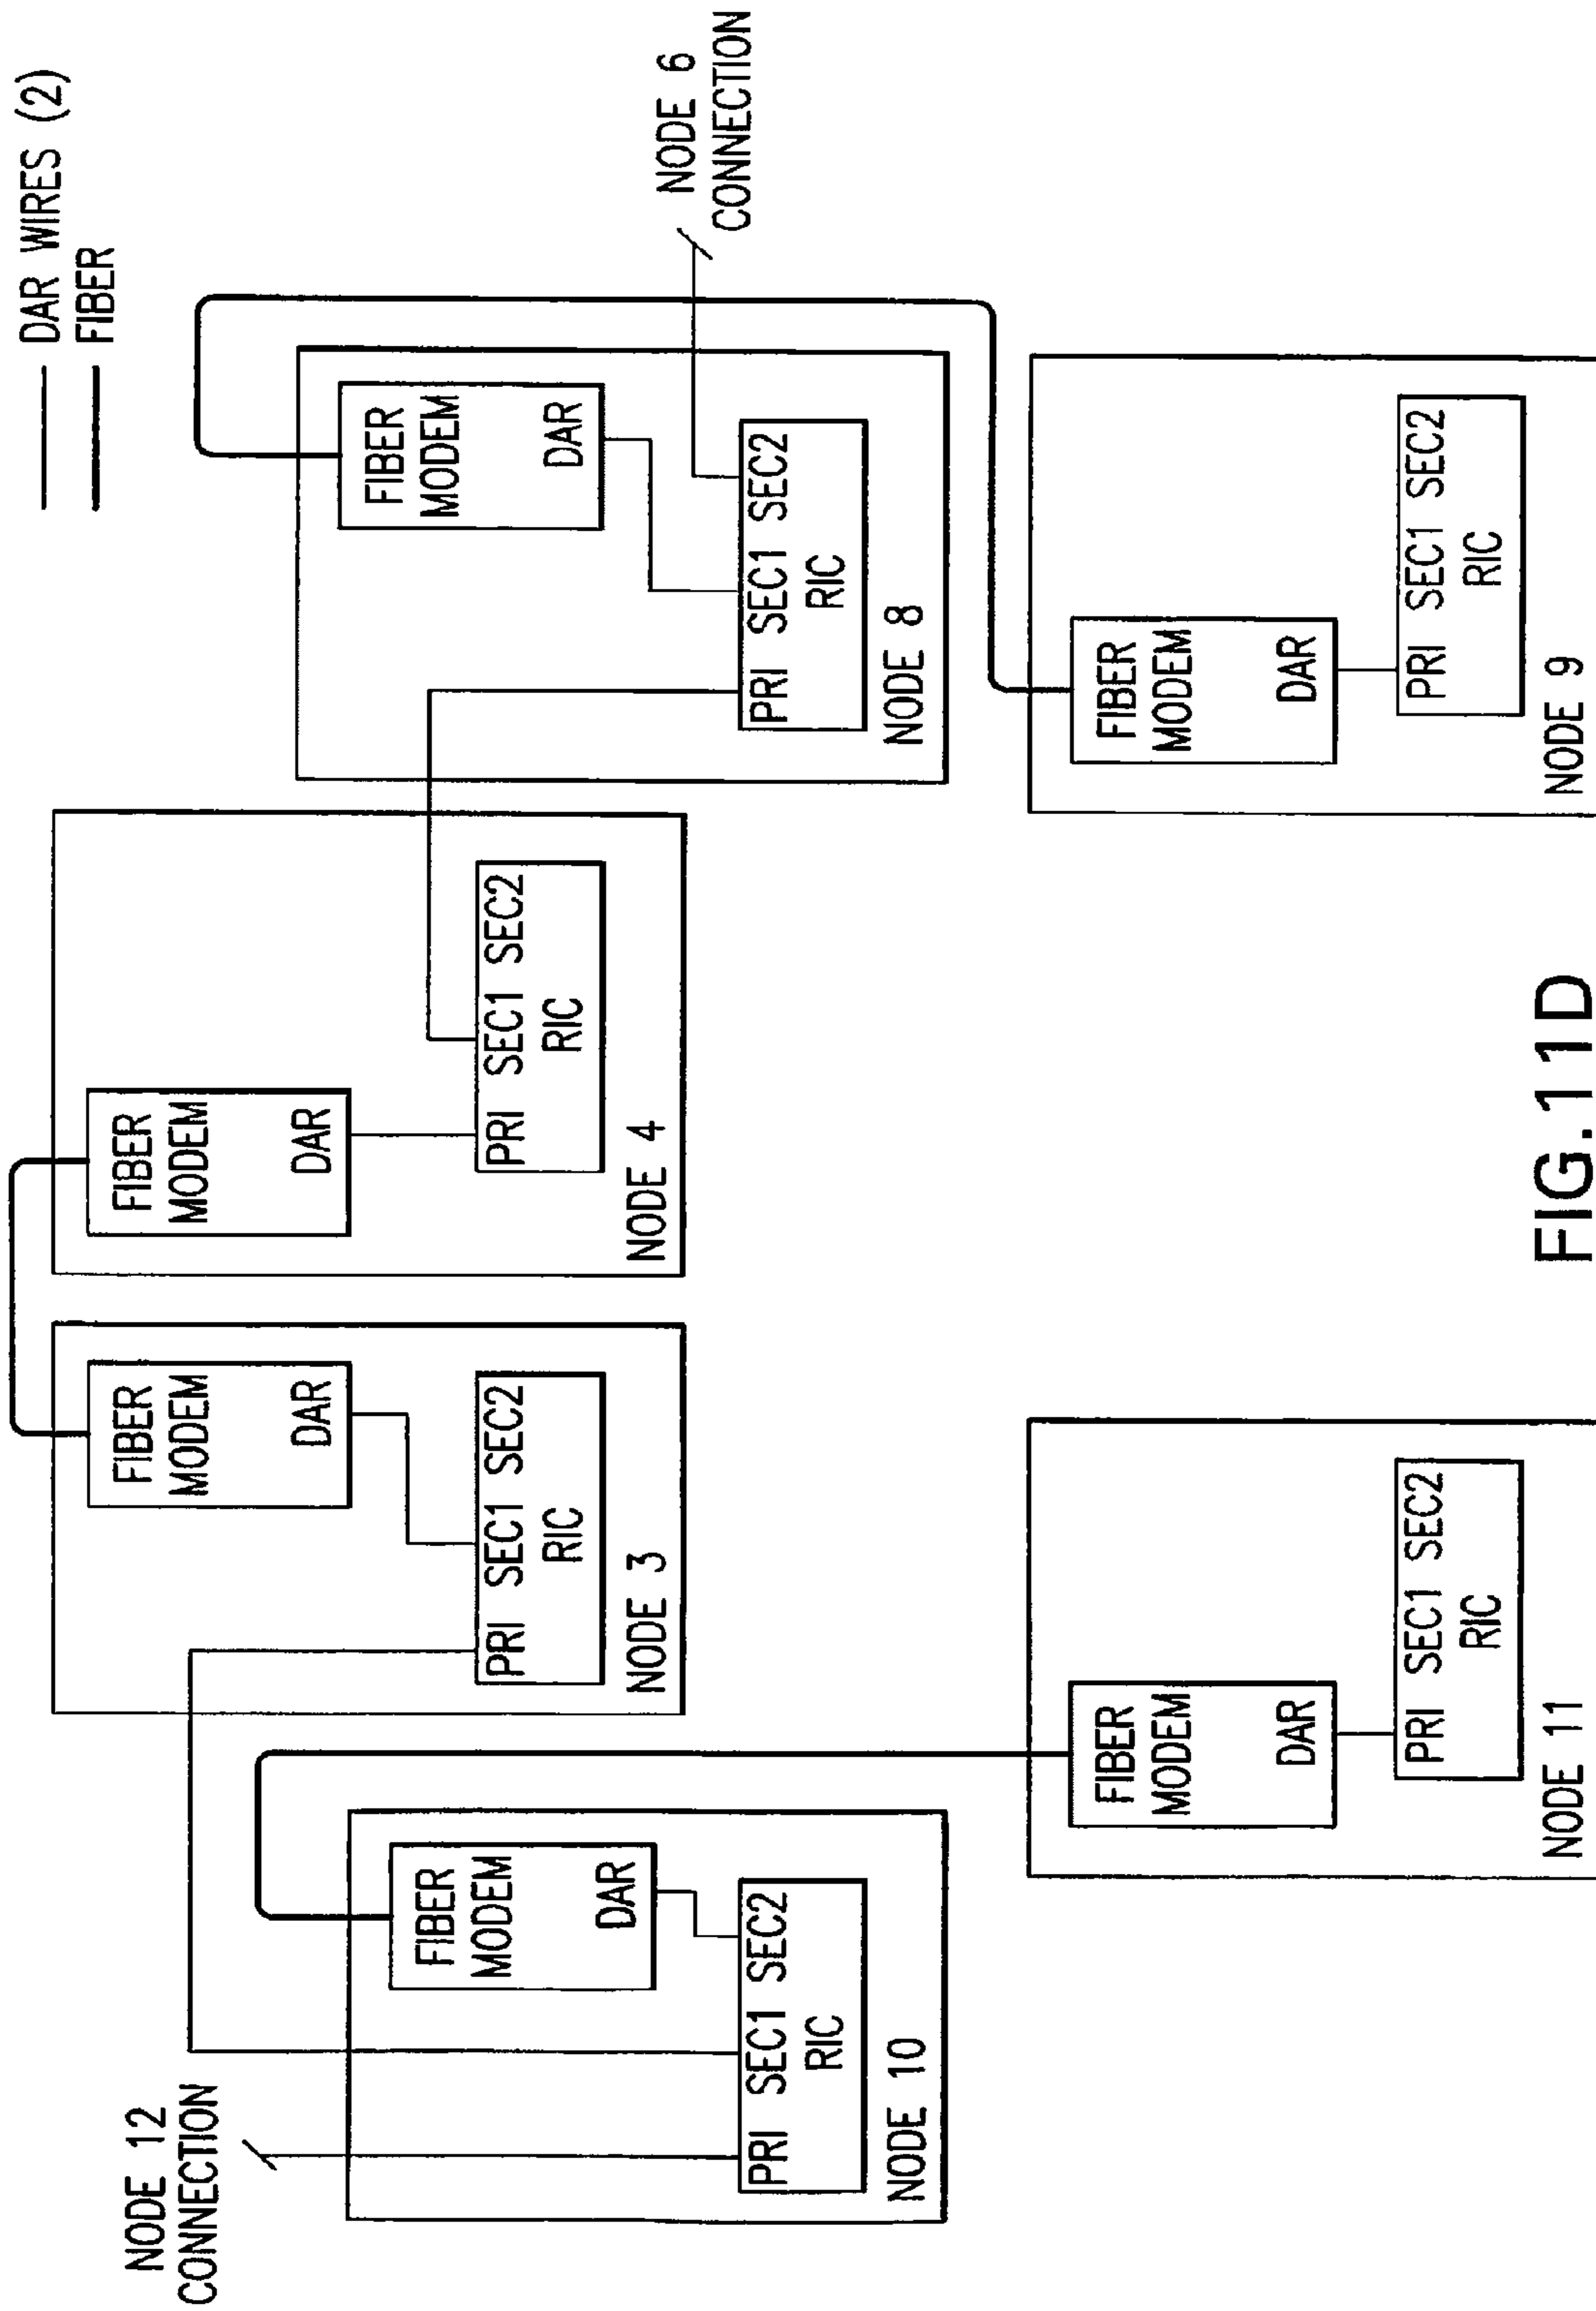 DAR WIRES (2)
FIBER
NODE 12
CONNECTION
FIBER
MODEM
DAR
PRI SEC1 SEC2
RIC
NODE 10
FIBER
MODEM
DAR
PRI SEC1 SEC2
RIC
NODE 3
FIBER
MODEM
DAR
PRI SEC1 SEC2
RIC
NODE 4
FIBER
MODEM
DAR
PRI SEC1 SEC2
RIC
NODE 8
NODE 6
CONNECTION
FIBER
MODEM
DAR
PRI SEC1 SEC2
RIC
NODE 11
FIBER
MODEM
DAR
PRI SEC1 SEC2
RIC
NODE 9
FIG.11D